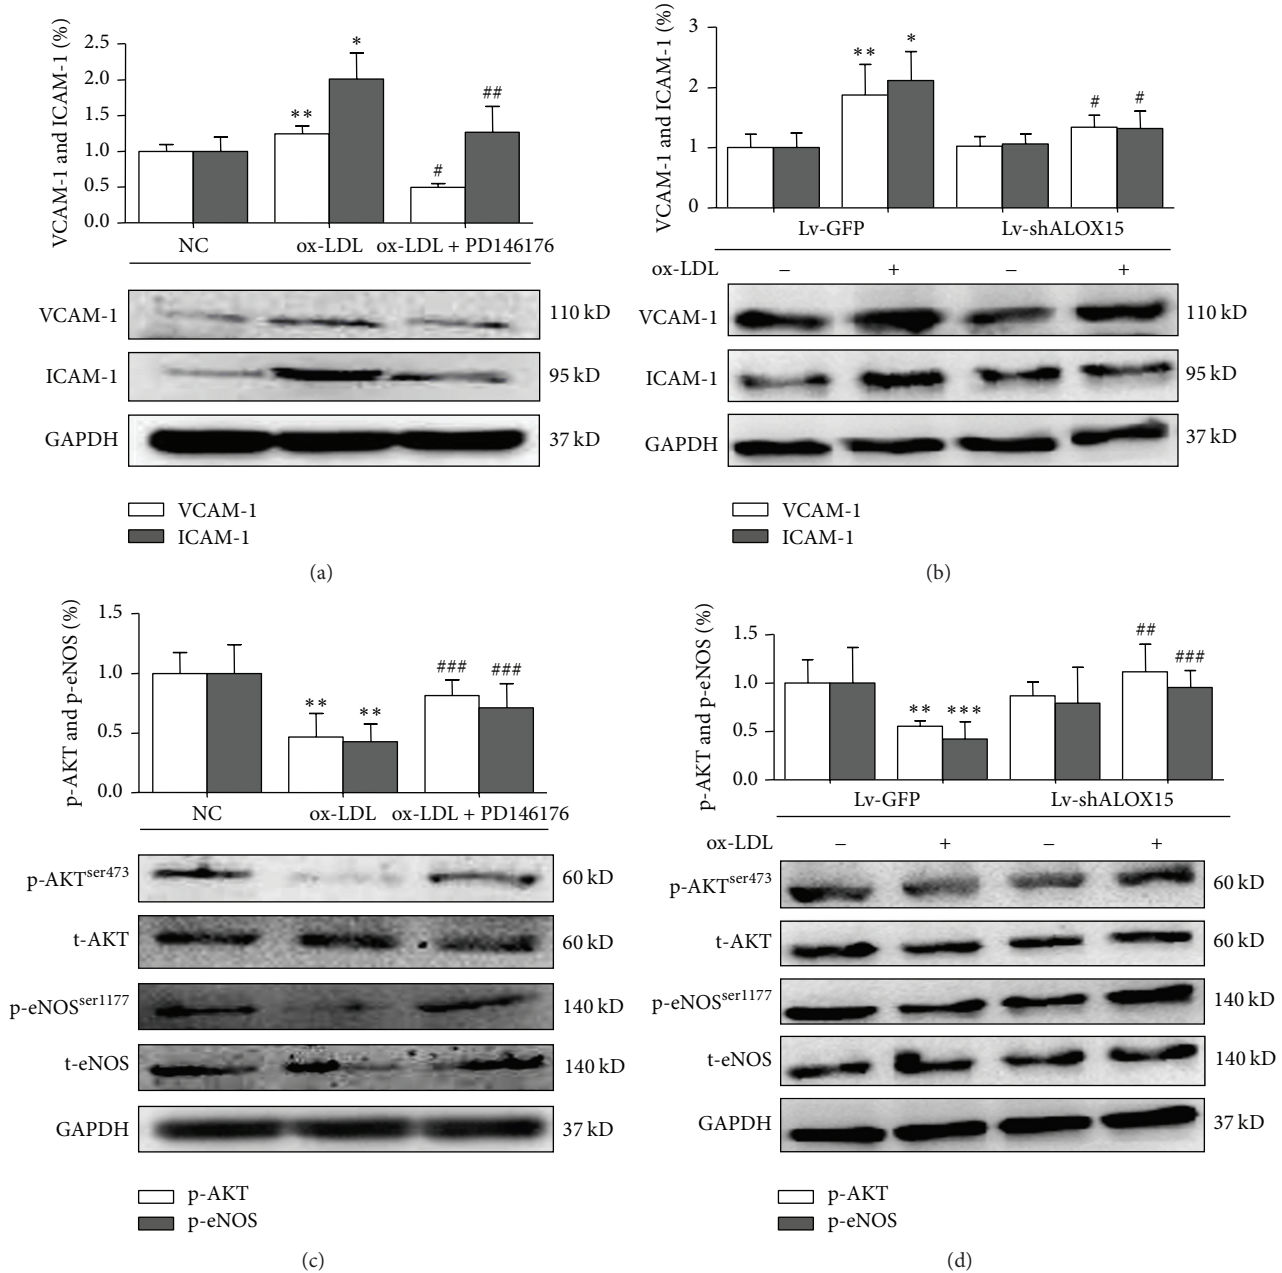 VCAM-1 and ICAM-1 (%)
2.5
2.0
1.5
1.0
0.5
0.0
** * # ##
NC ox-LDL ox-LDL + PD146176
VCAM-1 110 kD
ICAM-1 95 kD
GAPDH 37 kD
VCAM-1
ICAM-1
(a)
VCAM-1 and ICAM-1 (%)
3
2
1
0
** * # #
Lv-GFP Lv-shALOX15
ox-LDL – + – +
VCAM-1 110 kD
ICAM-1 95 kD
GAPDH 37 kD
VCAM-1
ICAM-1
(b)
p-AKT and p-eNOS (%)
1.5
1.0
0.5
0.0
** ** ### ###
NC ox-LDL ox-LDL + PD146176
p-AKTser473 60 kD
t-AKT 60 kD
p-eNOSser1177 140 kD
t-eNOS 140 kD
GAPDH 37 kD
p-AKT
p-eNOS
(c)
p-AKT and p-eNOS (%)
1.5
1.0
0.5
0.0
** *** ## ###
Lv-GFP Lv-shALOX15
ox-LDL – + – +
p-AKTser473 60 kD
t-AKT 60 kD
p-eNOSser1177 140 kD
t-eNOS 140 kD
GAPDH 37 kD
p-AKT
p-eNOS
(d)